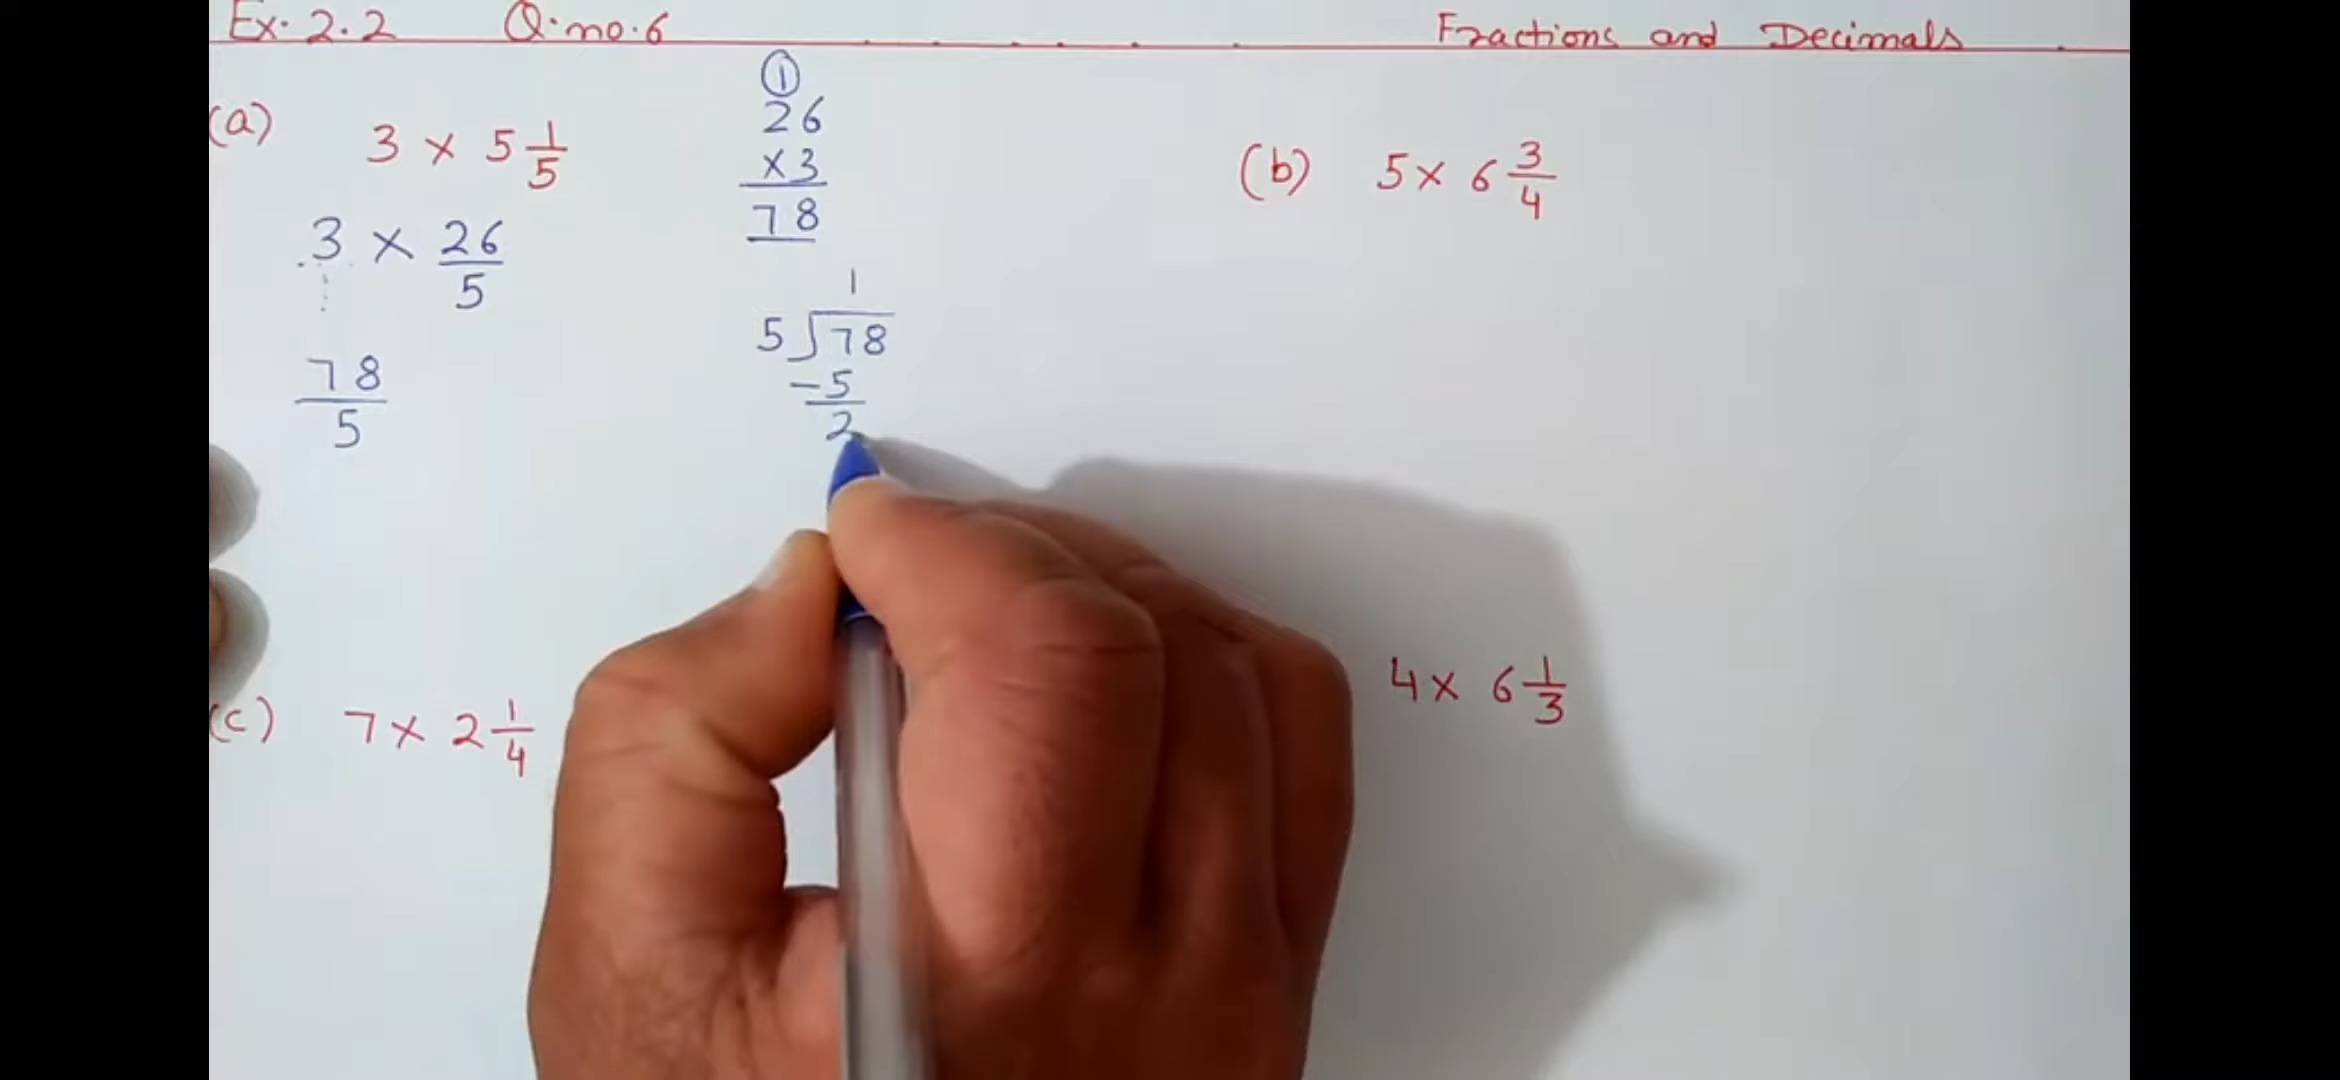 Ex. 2.2 Q.no.6 Fractions and Decimals
(a) 3 × 5 1/5
3 × 26/5
78/5
①
26
×3
78
1
5 78
-5
2
(b) 5 × 6 3/4
(c) 7 × 2 1/4
4 × 6 1/3